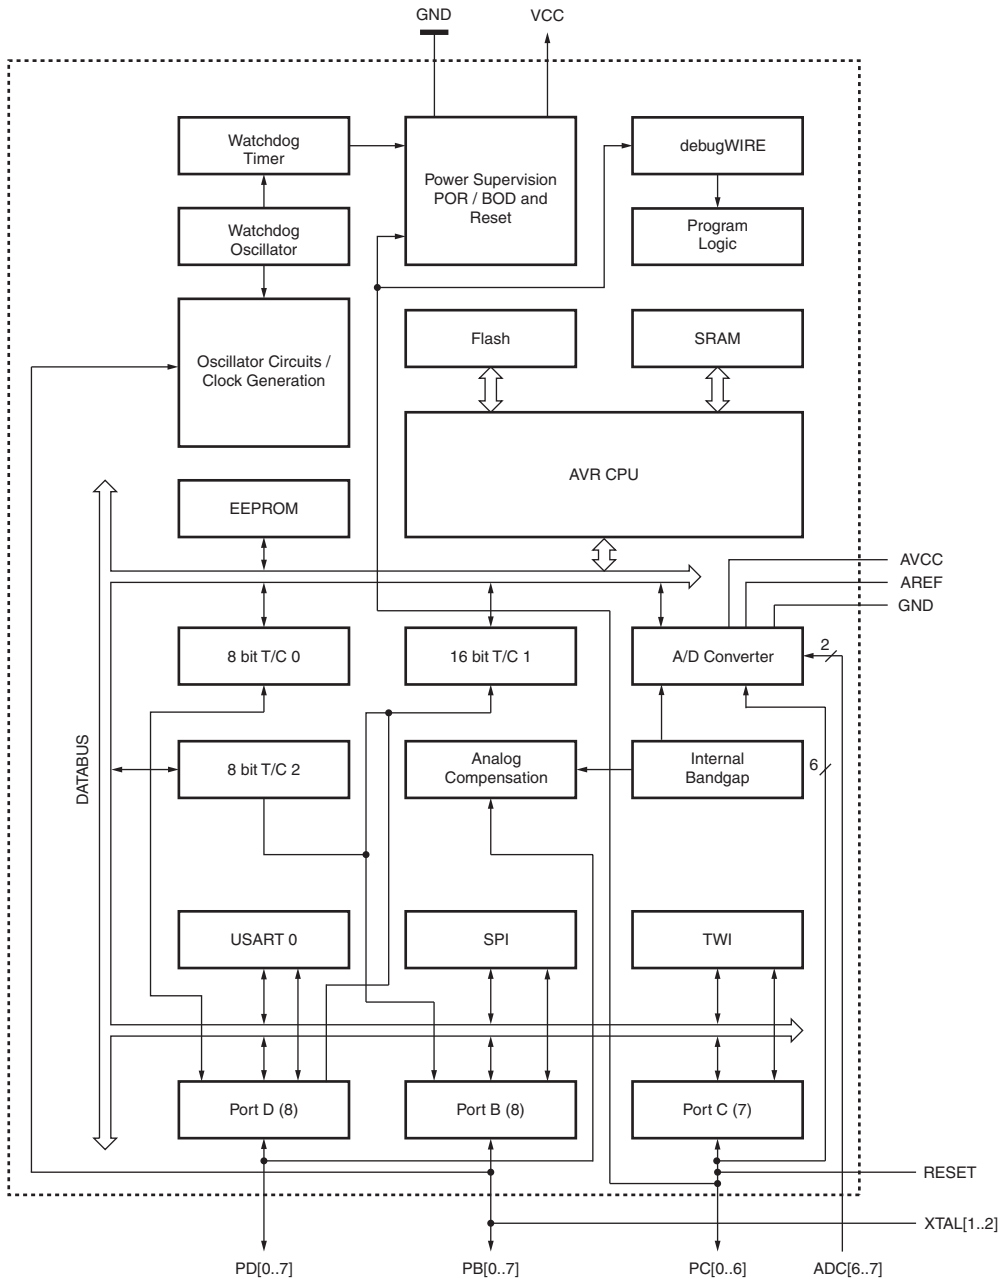 GND
VCC
Watchdog
Timer
Power Supervision
POR / BOD and
Reset
debugWIRE
Watchdog
Oscillator
Program
Logic
Oscillator Circuits /
Clock Generation
Flash
SRAM
AVR CPU
EEPROM
AVCC
AREF
GND
8 bit T/C 0
16 bit T/C 1
A/D Converter
2
DATABUS
8 bit T/C 2
Analog
Compensation
Internal
Bandgap
6
USART 0
SPI
TWI
Port D (8)
Port B (8)
Port C (7)
RESET
XTAL[1..2]
PD[0..7]
PB[0..7]
PC[0..6]
ADC[6..7]